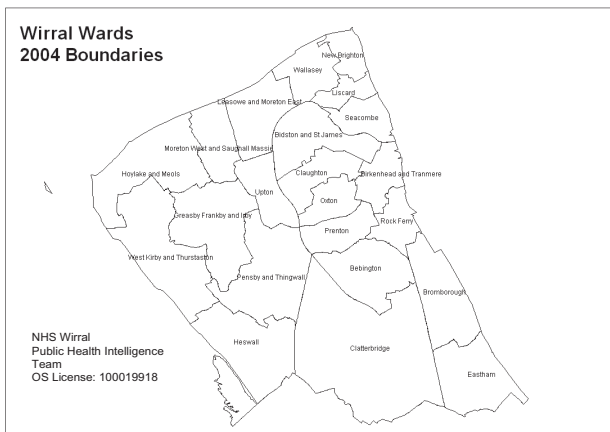 Wirral Wards
2004 Boundaries
New Brighton
Wallasey
Liscard
Leasowe and Moreton East
Seacombe
Bidston and St James
Moreton West and Saughall Massie
Claughton
Birkenhead and Tranmere
Hoylake and Meols
Upton
Oxton
Greasby Frankby and Irby
Rock Ferry
Prenton
West Kirby and Thurstaston
Bebington
Pensby and Thingwall
Bromborough
Heswall
Clatterbridge
Eastham
NHS Wirral
Public Health Intelligence
Team
OS License: 100019918